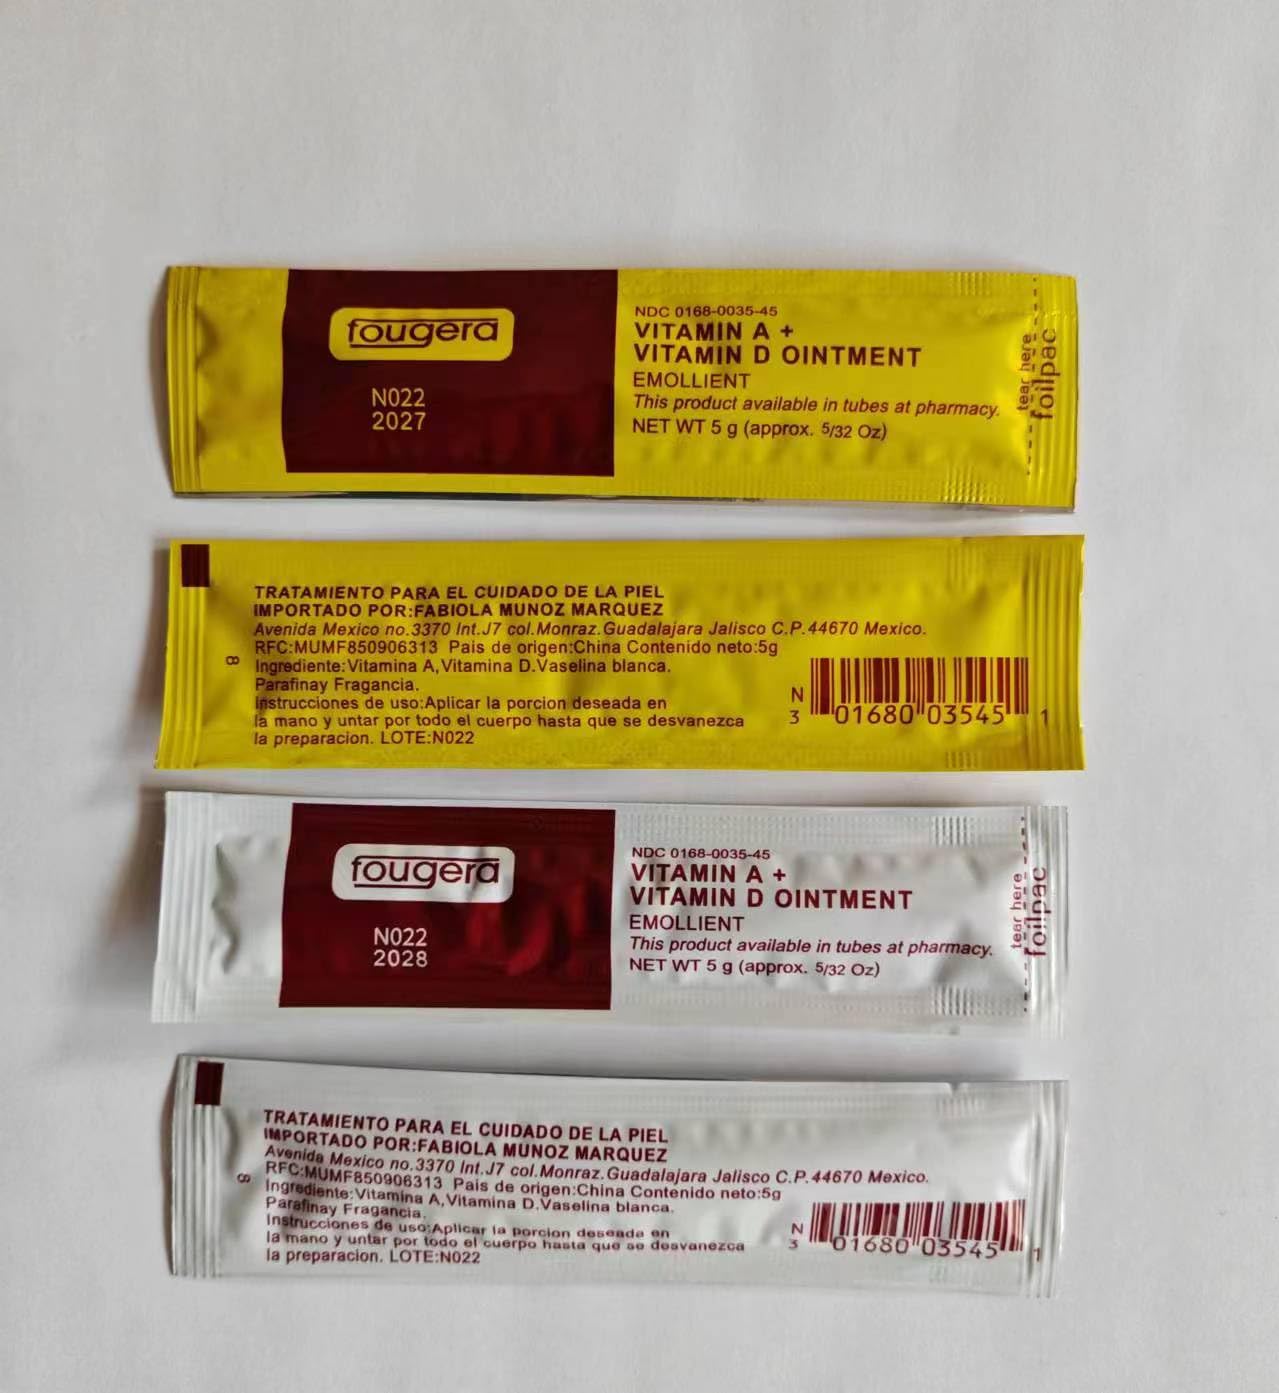 fougera
N022
2027
NDC 0168-0035-45
VITAMIN A +
VITAMIN D OINTMENT
EMOLLIENT
This product available in tubes at pharmacy.
NET WT 5 g (approx. 5/32 Oz)
tear here
foilpac
TRATAMIENTO PARA EL CUIDADO DE LA PIEL
IMPORTADO POR:FABIOLA MUNOZ MARQUEZ
Avenida Mexico no.3370 Int.J7 col.Monraz.Guadalajara Jalisco C.P.44670 Mexico.
RFC:MUMF850906313 Pais de origen:China Contenido neto:5g
Ingrediente:Vitamina A,Vitamina D.Vaselina blanca.
Parafinay Fragancia.
Instrucciones de uso:Aplicar la porcion deseada en
la mano y untar por todo el cuerpo hasta que se desvanezca
la preparacion. LOTE:N022
8
N
3 01680 03545 1
fougera
N022
2028
NDC 0168-0035-45
VITAMIN A +
VITAMIN D OINTMENT
EMOLLIENT
This product available in tubes at pharmacy.
NET WT 5 g (approx. 5/32 Oz)
tear here
foilpac
TRATAMIENTO PARA EL CUIDADO DE LA PIEL
IMPORTADO POR:FABIOLA MUNOZ MARQUEZ
Avenida Mexico no.3370 Int.J7 col.Monraz.Guadalajara Jalisco C.P.44670 Mexico.
RFC:MUMF850906313 Pais de origen:China Contenido neto:5g
Ingrediente:Vitamina A,Vitamina D.Vaselina blanca.
Parafinay Fragancia.
Instrucciones de uso:Aplicar la porcion deseada en
la mano y untar por todo el cuerpo hasta que se desvanezca
la preparacion. LOTE:N022
8
N
3 01680 03545 1